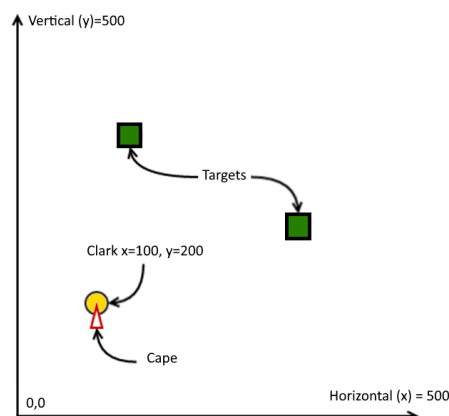 Vertical (y)=500
Targets
Clark x=100, y=200
Cape
0,0
Horizontal (x) = 500